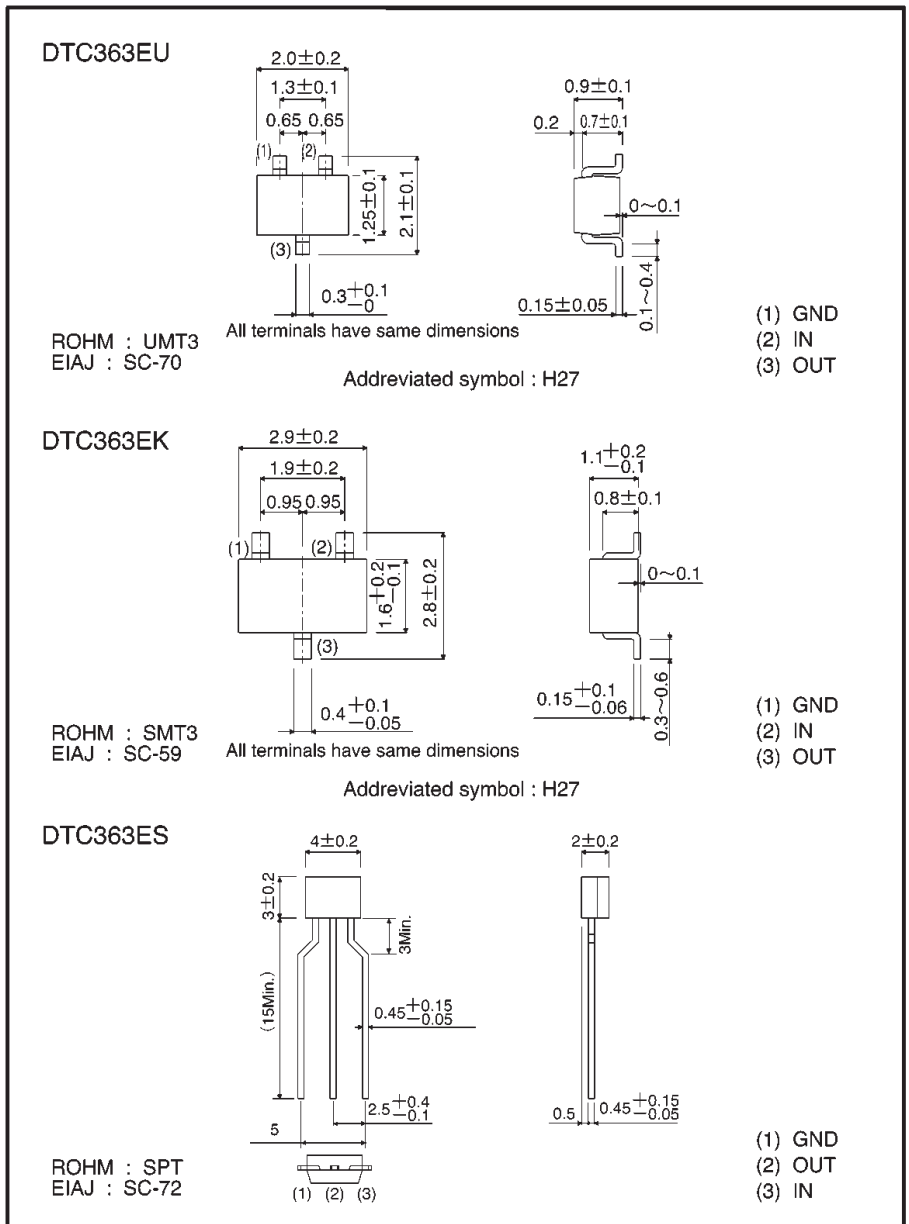 DTC363EU
2.0±0.2
1.3±0.1
0.65 0.65
(1) (2)
(3)
1.25±0.1
2.1±0.1
0.3+0.1
−0
0.9±0.1
0.2 0.7±0.1
0~0.1
0.15±0.05
0.1~0.4
All terminals have same dimensions
ROHM : UMT3
EIAJ : SC-70
Addreviated symbol : H27
(1) GND
(2) IN
(3) OUT
DTC363EK
2.9±0.2
1.9±0.2
0.95 0.95
(1) (2)
(3)
1.6+0.2
−0.1
2.8±0.2
0.4+0.1
−0.05
1.1+0.2
−0.1
0.8±0.1
0~0.1
0.15+0.1
−0.06
0.3~0.6
All terminals have same dimensions
ROHM : SMT3
EIAJ : SC-59
Addreviated symbol : H27
(1) GND
(2) IN
(3) OUT
DTC363ES
4±0.2
3±0.2
(15Min.)
3Min.
0.45+0.15
−0.05
2.5+0.4
−0.1
5
(1) (2) (3)
2±0.2
0.5 0.45+0.15
−0.05
ROHM : SPT
EIAJ : SC-72
(1) GND
(2) OUT
(3) IN